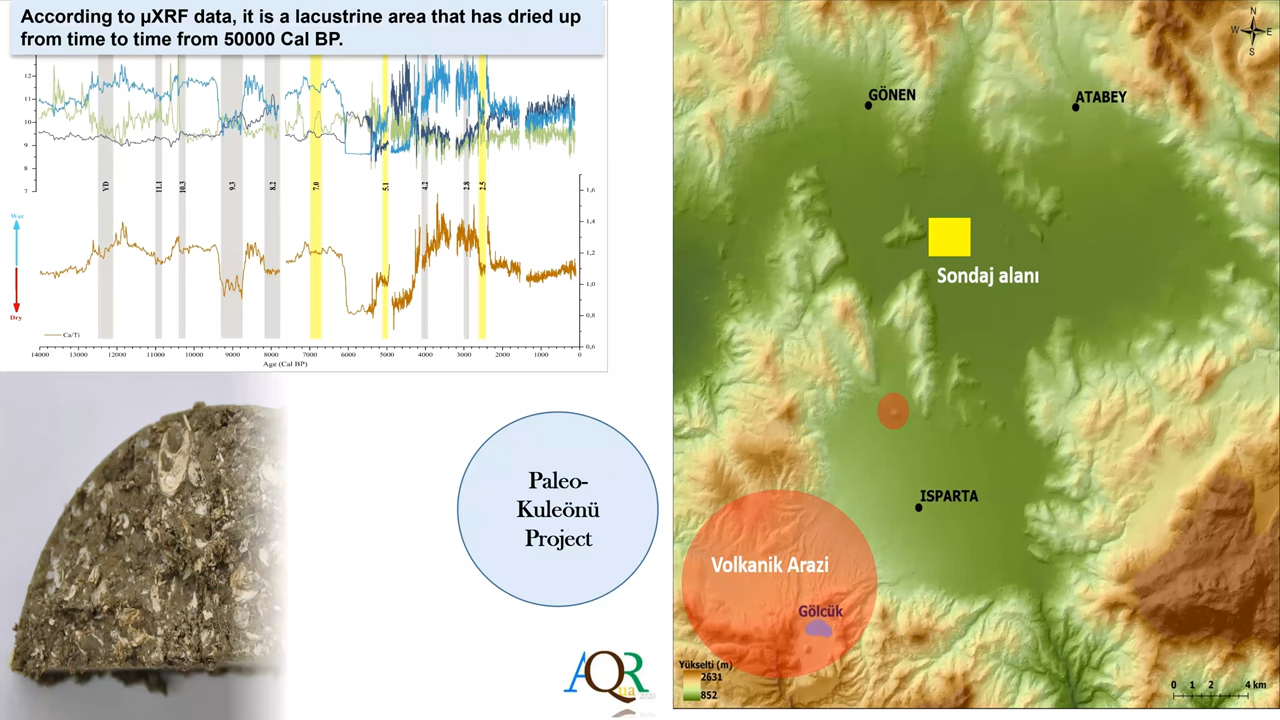 According to µXRF data, it is a lacustrine area that has dried up
from time to time from 50000 Cal BP.
12
11
10
9
8
7
YD
11.1
10.3
9.3
8.2
7.0
5.1
4.2
2.8
2.5
1,6
1,4
1,2
1,0
0,8
0,6
Wet
Dry
Ca/Ti
14000 13000 12000 11000 10000 9000 8000 7000 6000 5000 4000 3000 2000 1000 0
Age (Cal BP)
Paleo-
Kuleönü
Project
AQR
ua 2020
N
W E
S
GÖNEN
ATABEY
Sondaj alanı
ISPARTA
Volkanik Arazi
Gölcük
Yükselti (m)
2631
852
0 1 2 4 km